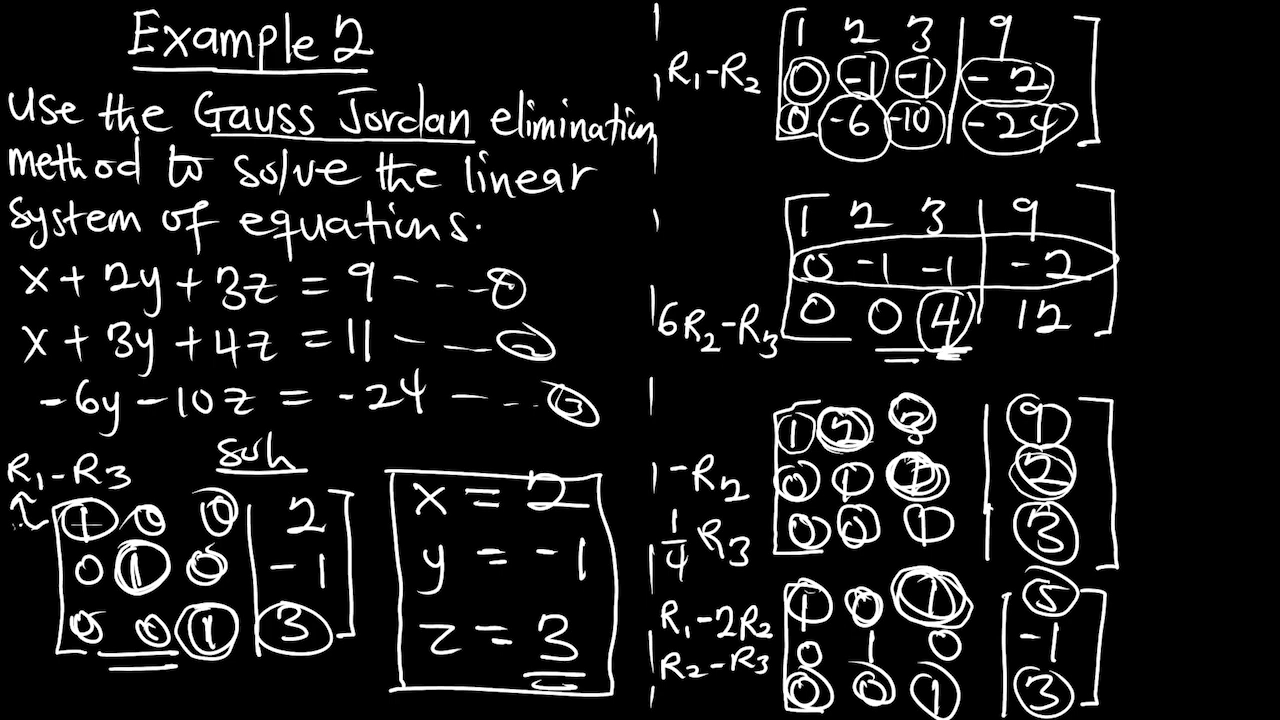 Example 2
Use the Gauss Jordan elimination
method to solve the linear
system of equations.
x + 2y + 3z = 9 --- ①
x + 3y + 4z = 11 --- ②
-6y - 10z = -24 --- ③
soln
R₁-R₃
~
1 0 0 | 2
0 1 0 | -1
0 0 1 | 3
x = 2
y = -1
z = 3
1 2 3 | 9
R₁-R₂ 0 -1 -1 | -2
0 -6 -10 | -24
1 2 3 | 9
0 -1 -1 | -2
6R₂-R₃ 0 0 4 | 12
1 2 3 | 9
-R₂ 0 1 1 | 2
¼R₃ 0 0 1 | 3
1 0 1 | 5
R₁-2R₂ 0 1 0 | -1
R₂-R₃ 0 0 1 | 3